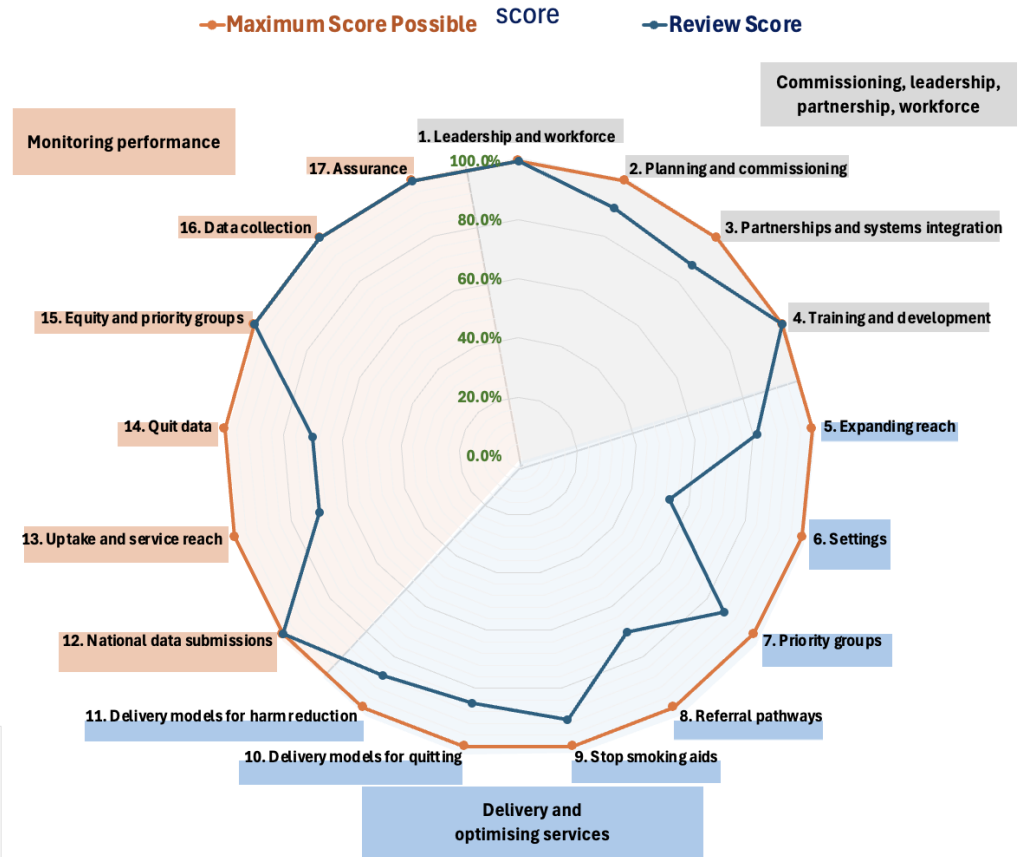 score
Maximum Score Possible
Review Score
Commissioning, leadership,
partnership, workforce
Monitoring performance
1. Leadership and workforce
100.0%
17. Assurance
2. Planning and commissioning
80.0%
16. Data collection
3. Partnerships and systems integration
60.0%
15. Equity and priority groups
4. Training and development
40.0%
20.0%
14. Quit data
5. Expanding reach
0.0%
13. Uptake and service reach
6. Settings
12. National data submissions
7. Priority groups
11. Delivery models for harm reduction
8. Referral pathways
10. Delivery models for quitting
9. Stop smoking aids
Delivery and
optimising services